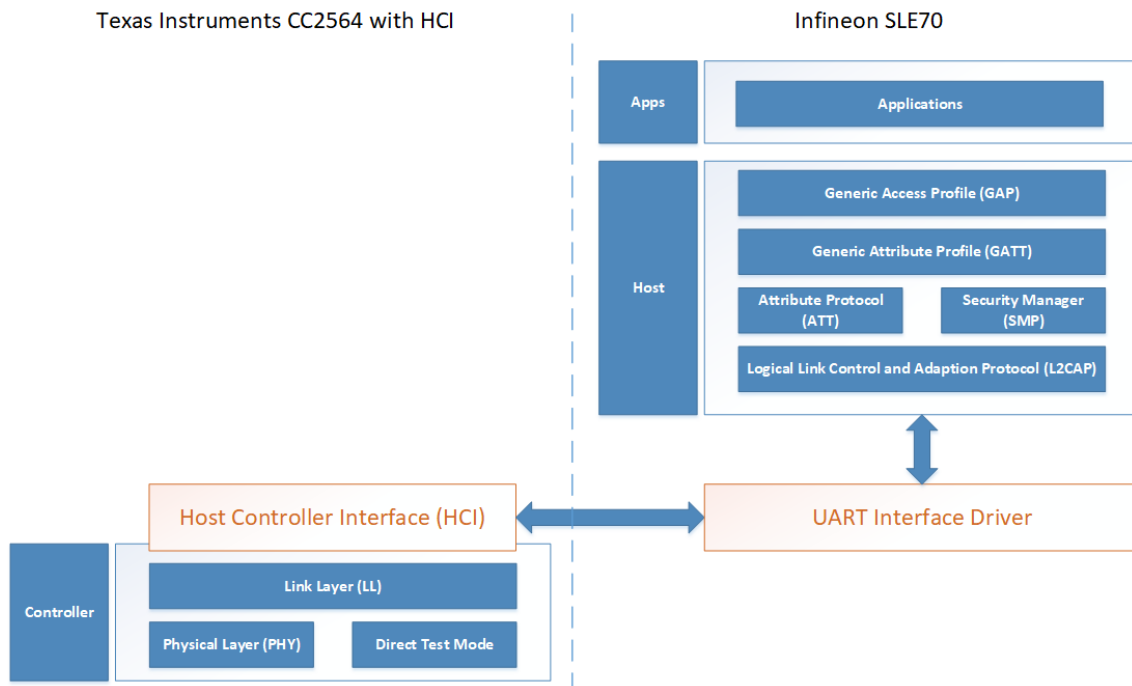 Texas Instruments CC2564 with HCI
Infineon SLE70
Apps
Applications
Host
Generic Access Profile (GAP)
Generic Attribute Profile (GATT)
Attribute Protocol
(ATT)
Security Manager
(SMP)
Logical Link Control and Adaption Protocol (L2CAP)
Host Controller Interface (HCI)
UART Interface Driver
Controller
Link Layer (LL)
Physical Layer (PHY)
Direct Test Mode